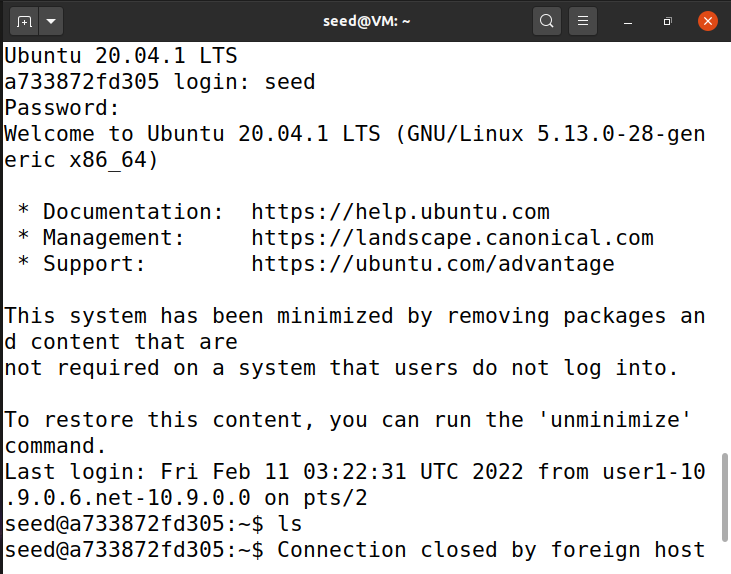 seed@VM: ~
Ubuntu 20.04.1 LTS
a733872fd305 login: seed
Password:
Welcome to Ubuntu 20.04.1 LTS (GNU/Linux 5.13.0-28-gen
eric x86_64)
* Documentation:  https://help.ubuntu.com
* Management:     https://landscape.canonical.com
* Support:        https://ubuntu.com/advantage
This system has been minimized by removing packages an
d content that are
not required on a system that users do not log into.
To restore this content, you can run the 'unminimize'
command.
Last login: Fri Feb 11 03:22:31 UTC 2022 from user1-10
.9.0.6.net-10.9.0.0 on pts/2
seed@a733872fd305:~$ ls
seed@a733872fd305:~$ Connection closed by foreign host